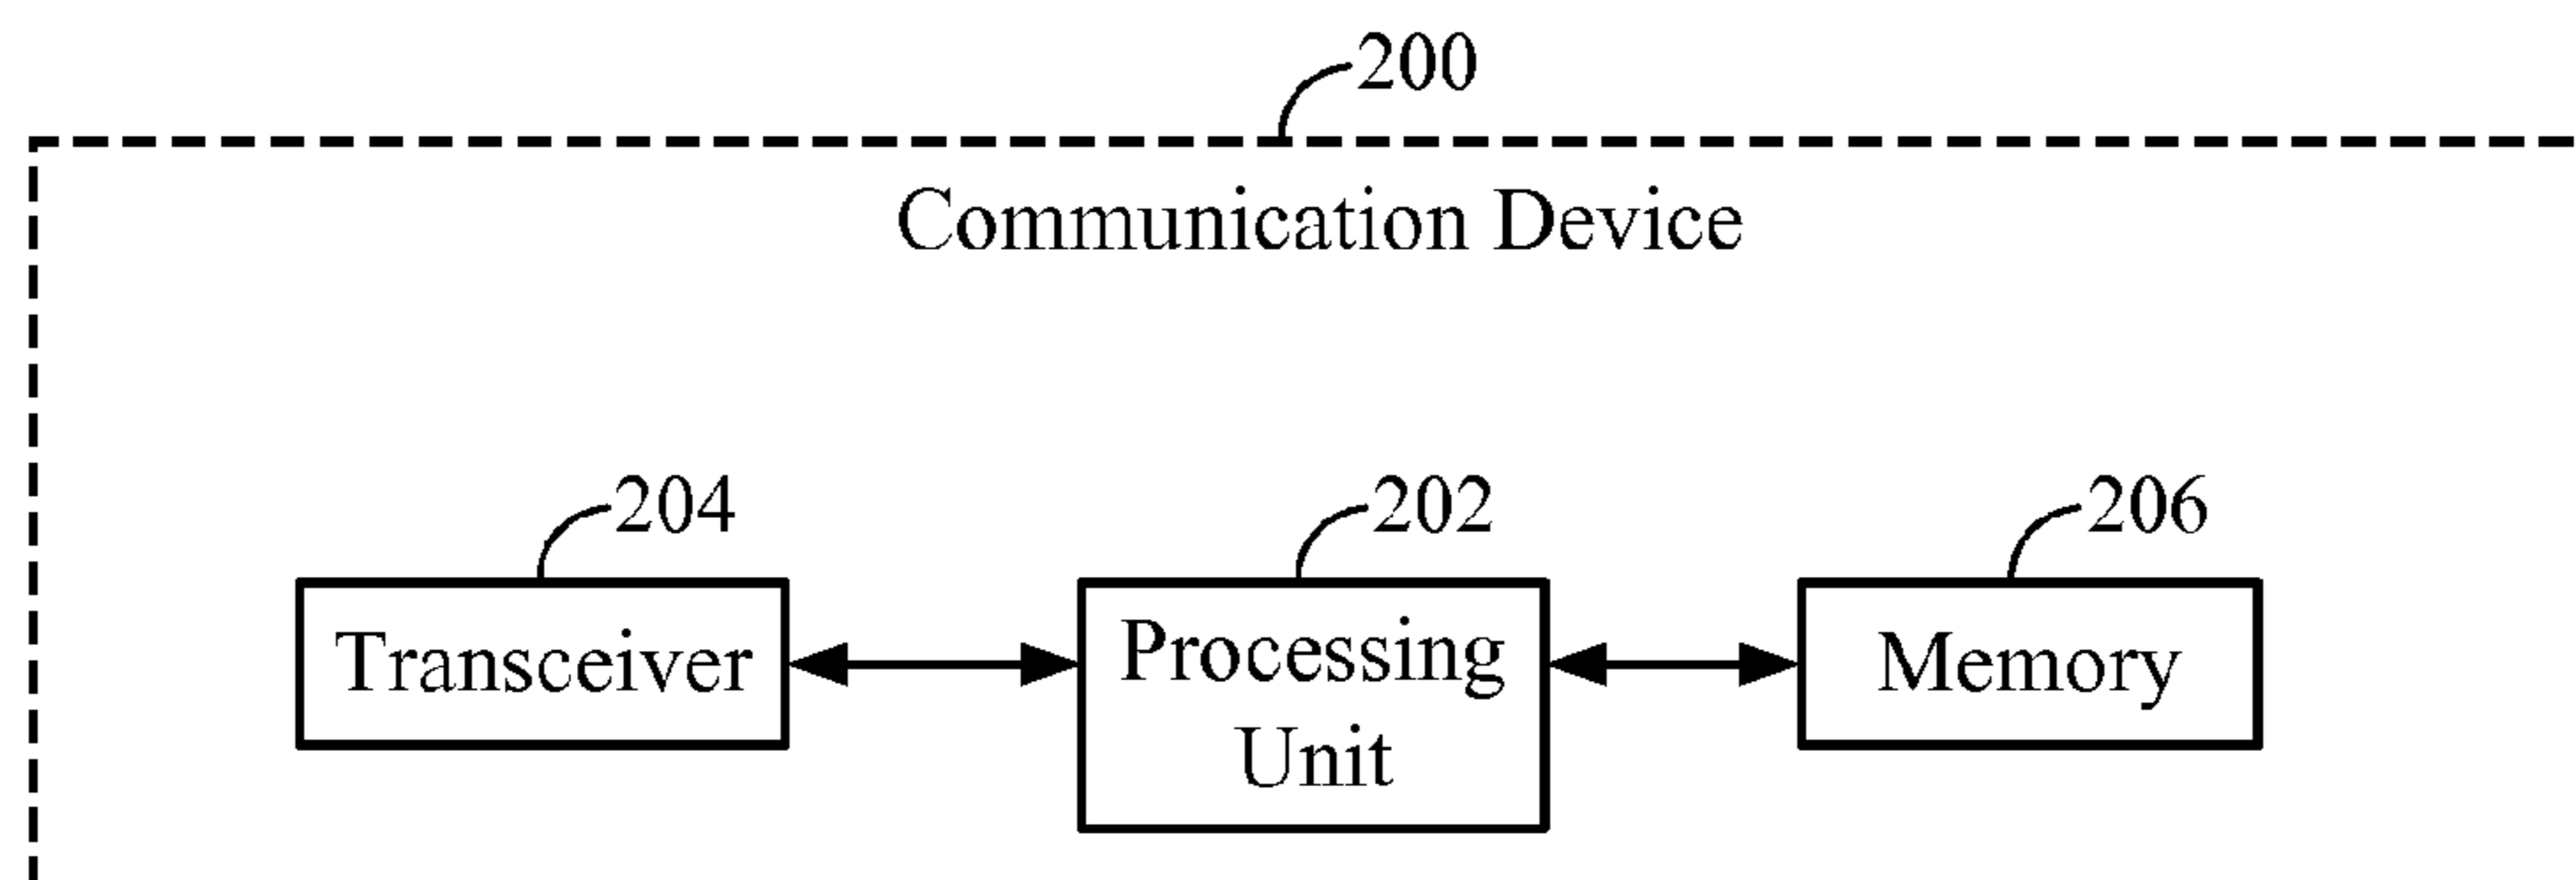 200
Communication Device
204
202
206
Transceiver
Processing
Unit
Memory